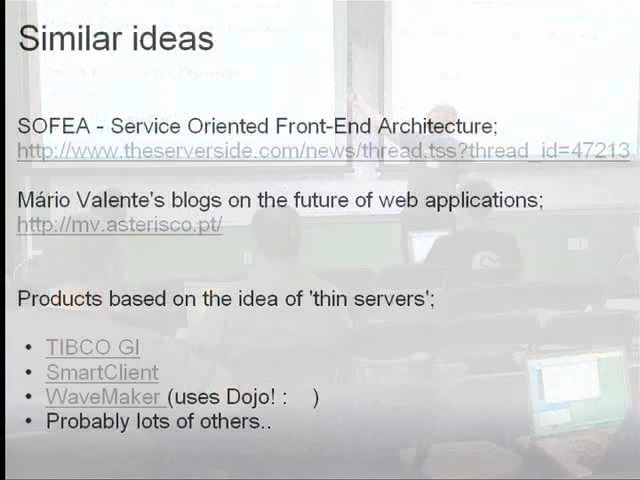 Similar ideas
SOFEA - Service Oriented Front-End Architecture;
http://www.theserverside.com/news/thread.tss?thread_id=47213
Mário Valente's blogs on the future of web applications;
http://mv.asterisco.pt/
Products based on the idea of 'thin servers';
• TIBCO GI
• SmartClient
• WaveMaker (uses Dojo! : )
• Probably lots of others..